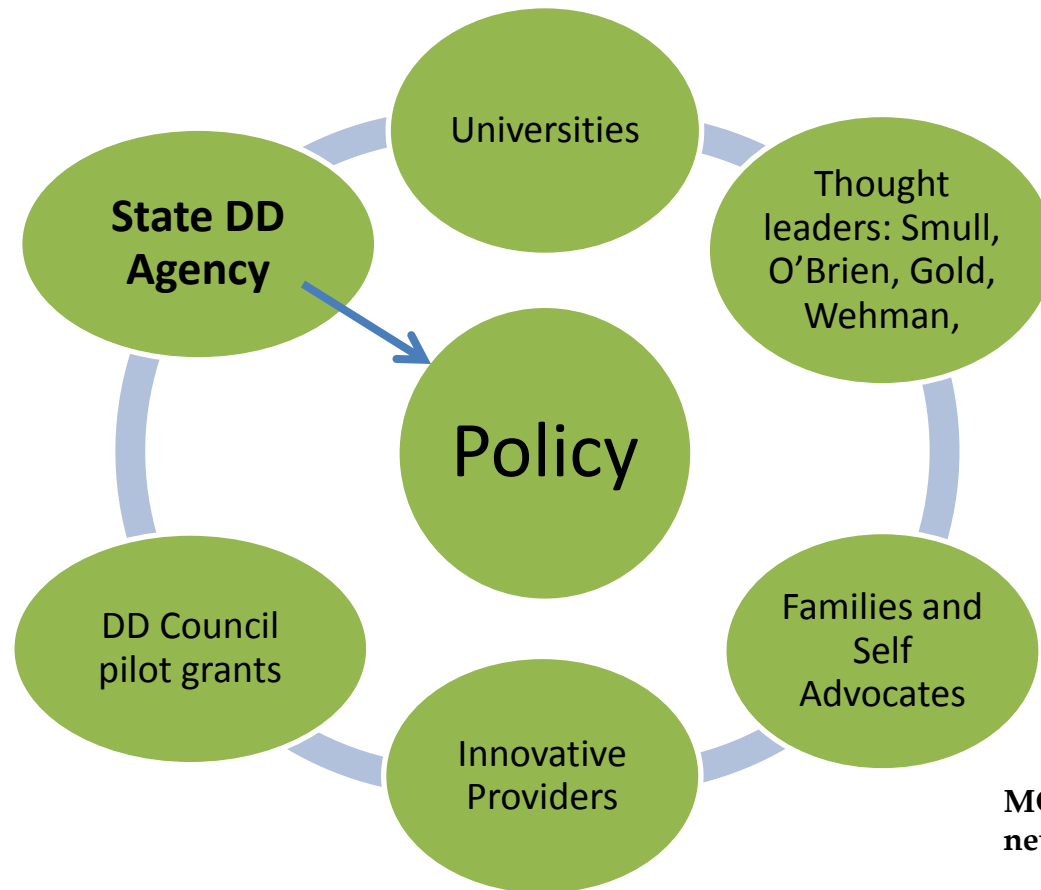 Universities
Thought
leaders: Smull,
O'Brien, Gold,
Wehman,
State DD
Agency
Policy
Families and
Self
Advocates
DD Council
pilot grants
Innovative
Providers